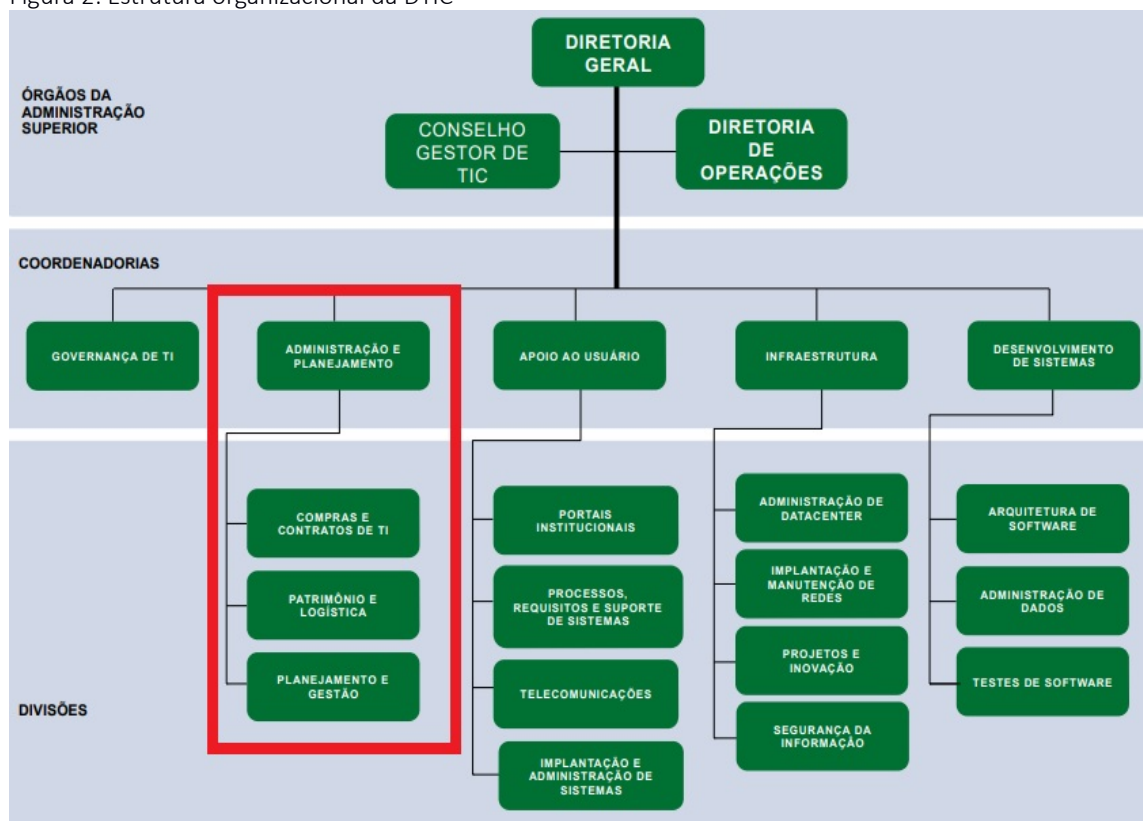 Figura 2: Estrutura organizacional da DTIC
DIRETORIA
GERAL
ÓRGÃOS DA
ADMINISTRAÇÃO
SUPERIOR
CONSELHO
GESTOR DE
TIC
DIRETORIA
DE
OPERAÇÕES
COORDENADORIAS
GOVERNANÇA DE TI
ADMINISTRAÇÃO E
PLANEJAMENTO
APOIO AO USUÁRIO
INFRAESTRUTURA
DESENVOLVIMENTO
DE SISTEMAS
COMPRAS E
CONTRATOS DE TI
PATRIMÔNIO E
LOGÍSTICA
PLANEJAMENTO E
GESTÃO
PORTAIS
INSTITUCIONAIS
PROCESSOS,
REQUISITOS E SUPORTE
DE SISTEMAS
TELECOMUNICAÇÕES
IMPLANTAÇÃO E
ADMINISTRAÇÃO DE
SISTEMAS
ADMINISTRAÇÃO DE
DATACENTER
IMPLANTAÇÃO E
MANUTENÇÃO DE
REDES
PROJETOS E
INOVAÇÃO
SEGURANÇA DA
INFORMAÇÃO
ARQUITETURA DE
SOFTWARE
ADMINISTRAÇÃO DE
DADOS
TESTES DE SOFTWARE
DIVISÕES